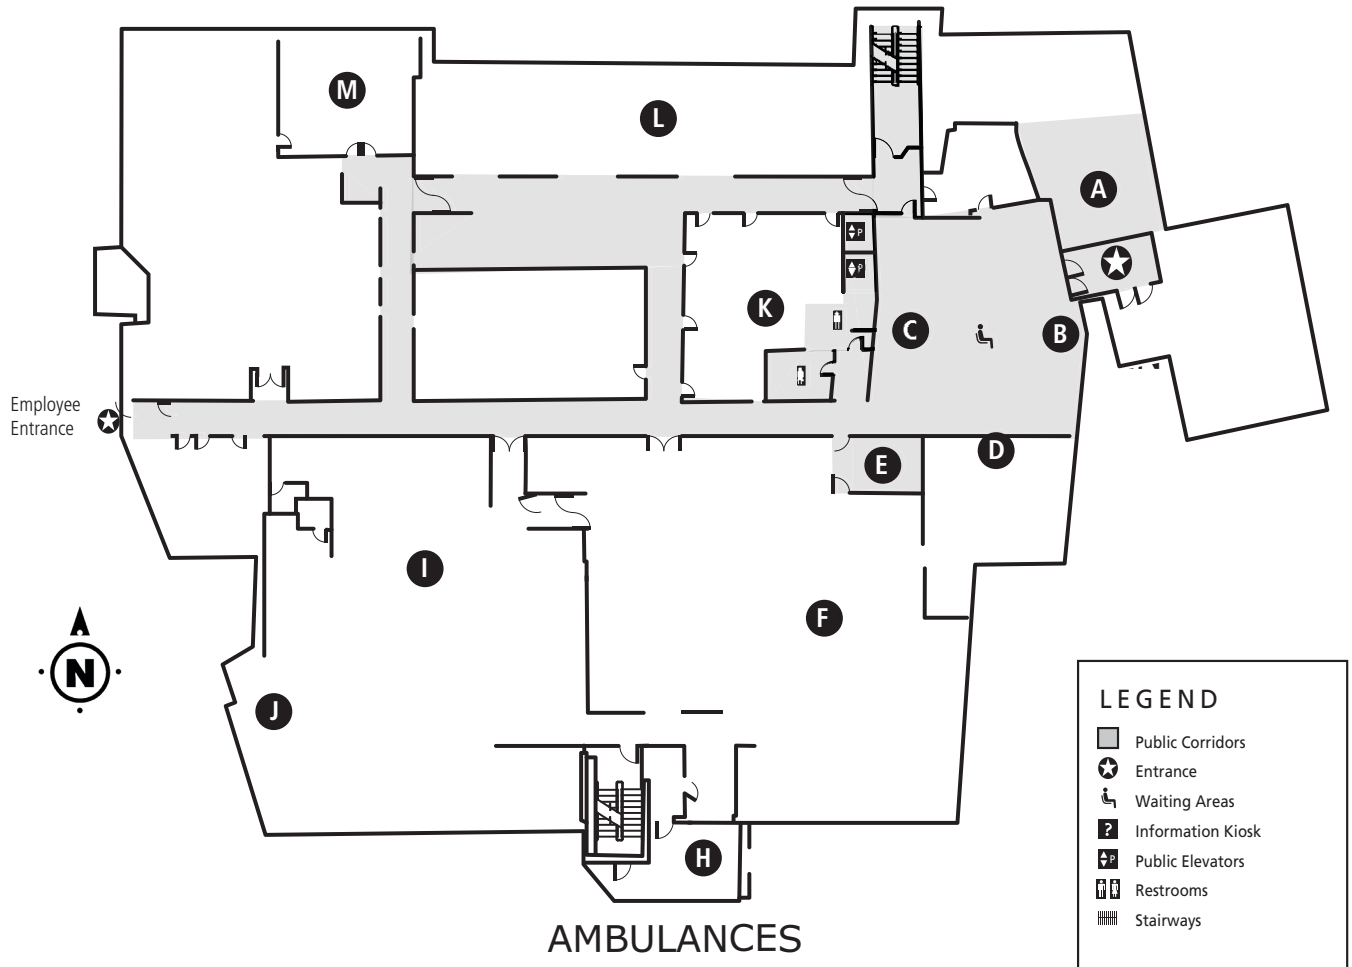 M
L
A
P
P
K
C
B
Employee
Entrance
E
D
I
F
N
J
H
AMBULANCES
LEGEND
Public Corridors
Entrance
Waiting Areas
? Information Kiosk
P Public Elevators
Restrooms
Stairways